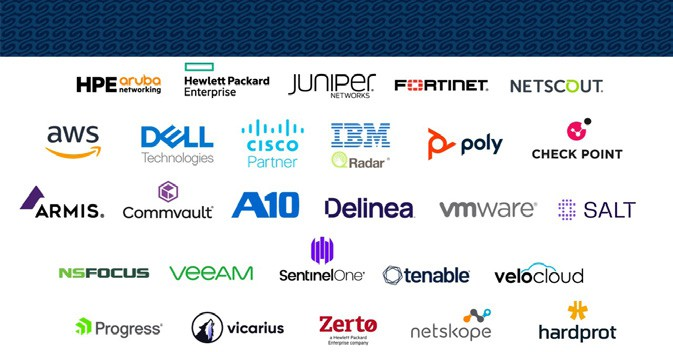 HPE aruba networking
Hewlett Packard Enterprise
JUNIPER NETWORKS
FORTINET
NETSCOUT
aws
DELL Technologies
CISCO Partner
IBM QRadar
poly
CHECK POINT
ARMIS
Commvault
A10
Delinea
vmware
SALT
NSFOCUS
veeAM
SentinelOne
tenable
velocloud
Progress
vicarius
Zerto a Hewlett Packard Enterprise company
netskope
hardprot